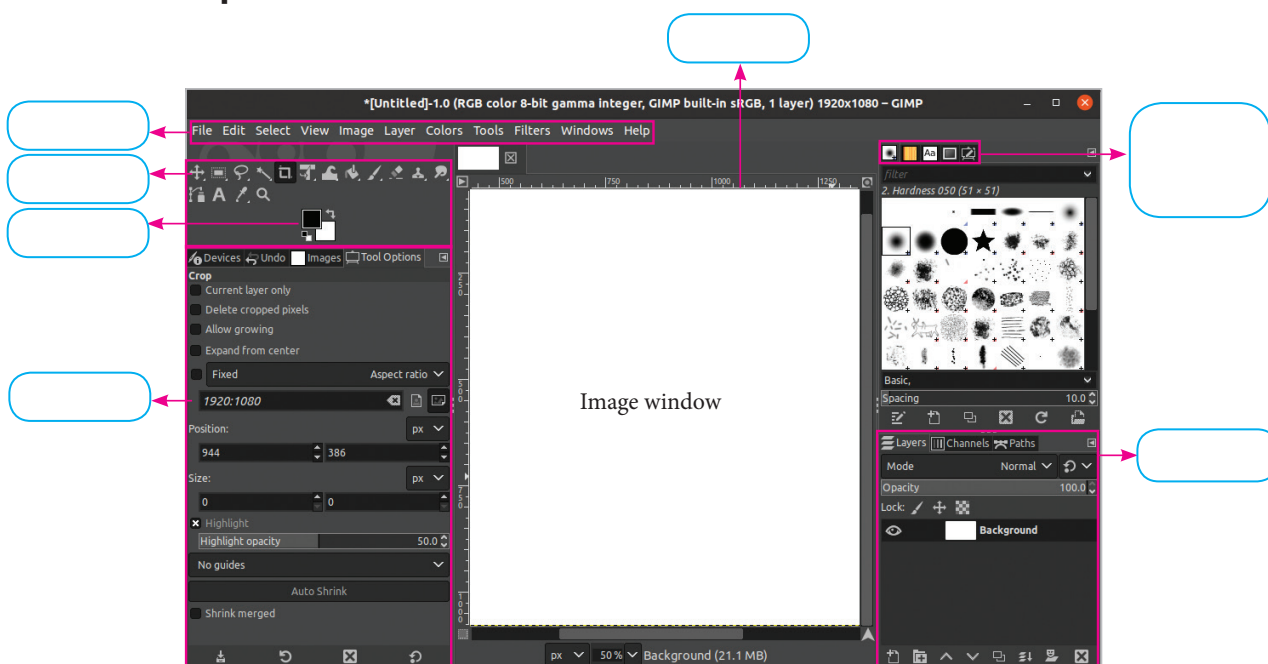 *[Untitled]-1.0 (RGB color 8-bit gamma integer, GIMP built-in sRGB, 1 layer) 1920x1080 – GIMP
File Edit Select View Image Layer Colors Tools Filters Windows Help
Aa
filter
500 750 1000 1250
2. Hardness 050 (51 × 51)
A
Devices Undo Images Tool Options
Crop
Current layer only
Delete cropped pixels
Allow growing
Expand from center
Fixed Aspect ratio
1920:1080
Position: px
944 386
Size: px
0 0
Highlight
Highlight opacity 50.0
No guides
Auto Shrink
Shrink merged
250
500
750
1000
Image window
px 50 % Background (21.1 MB)
Basic,
Spacing 10.0
Layers Channels Paths
Mode Normal
Opacity 100.0
Lock:
Background